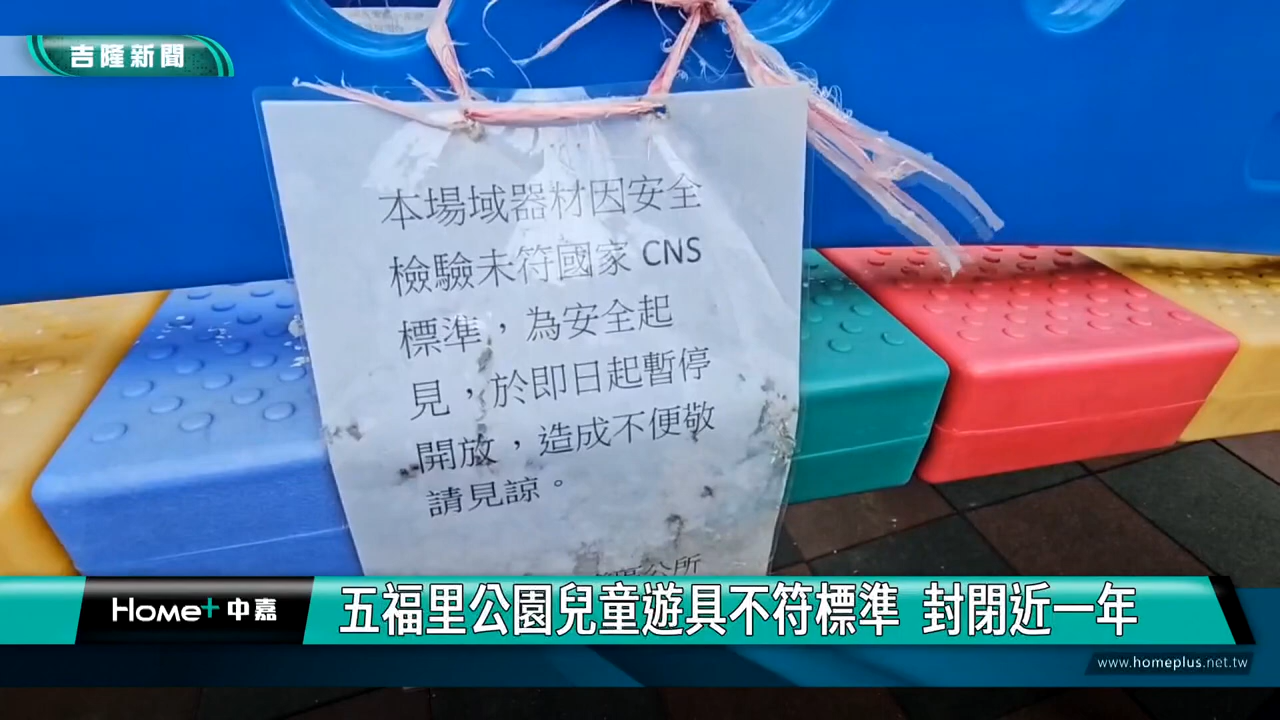 吉隆新聞
本場域器材因安全
檢驗未符國家 CNS
標準，為安全起
見，於即日起暫停
開放，造成不便敬
請見諒。
區公所
Home+ 中嘉
五福里公園兒童遊具不符標準 封閉近一年
www.homeplus.net.tw